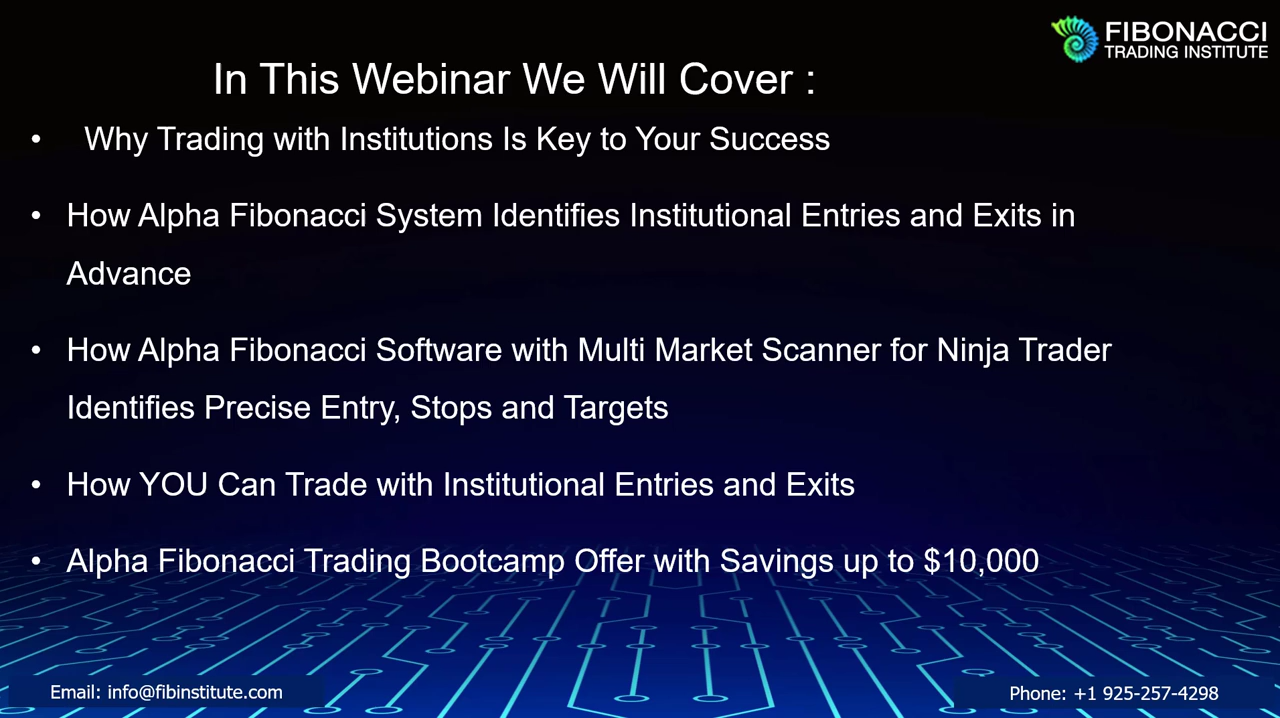 FIBONACCI
TRADING INSTITUTE
In This Webinar We Will Cover :
• Why Trading with Institutions Is Key to Your Success
• How Alpha Fibonacci System Identifies Institutional Entries and Exits in
Advance
• How Alpha Fibonacci Software with Multi Market Scanner for Ninja Trader
Identifies Precise Entry, Stops and Targets
• How YOU Can Trade with Institutional Entries and Exits
• Alpha Fibonacci Trading Bootcamp Offer with Savings up to $10,000
Email: info@fibinstitute.com
Phone: +1 925-257-4298